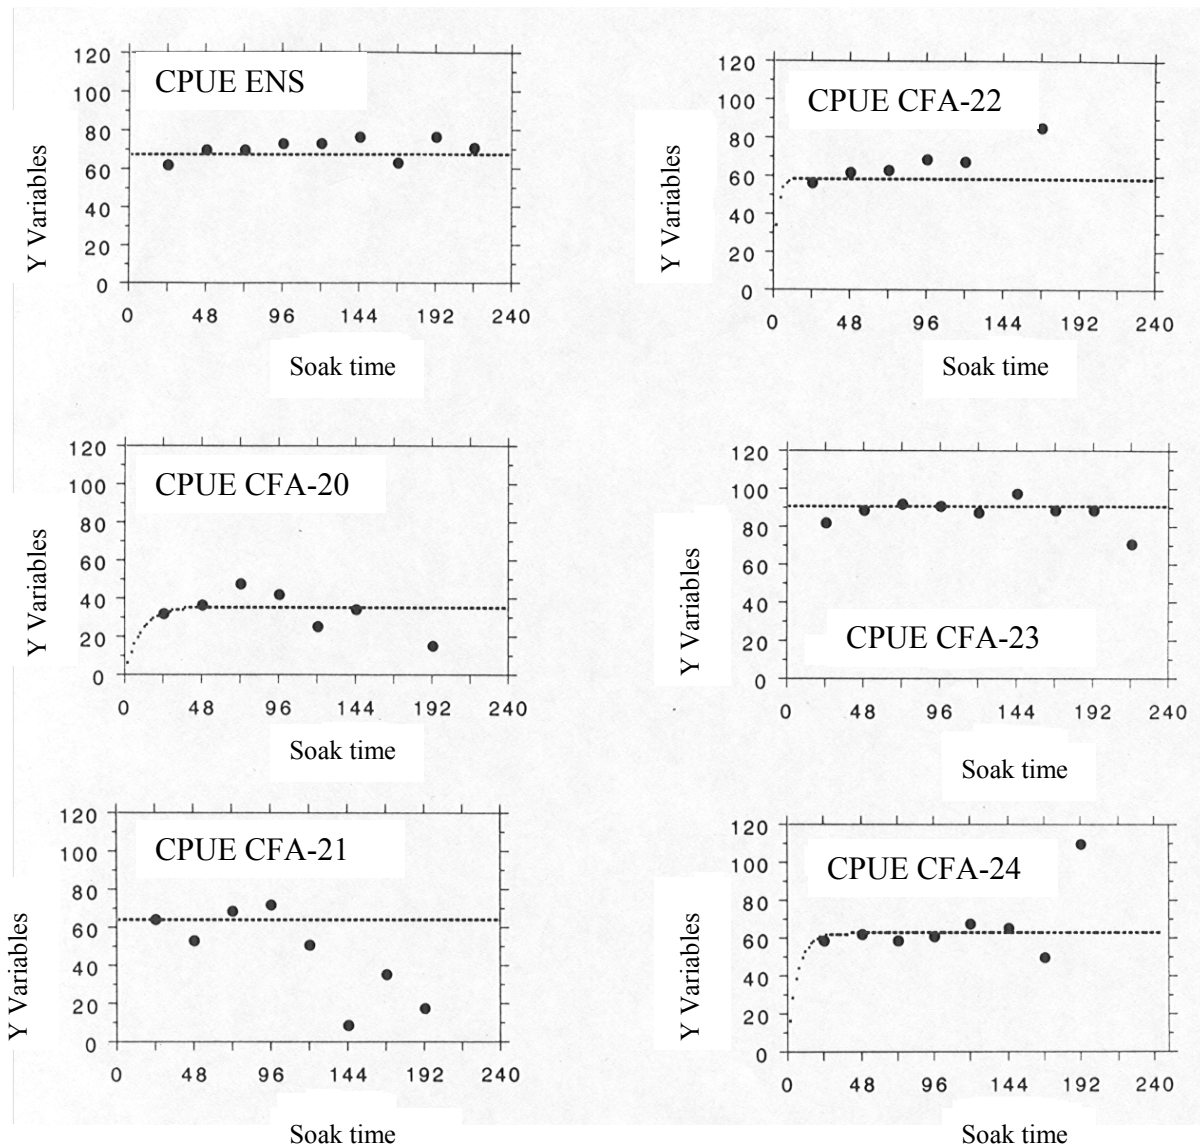 120
100
80
60
40
20
0
CPUE ENS
Y Variables
0 48 96 144 192 240
Soak time
120
100
80
60
40
20
0
CPUE CFA-22
Y Variables
0 48 96 144 192 240
Soak time
120
100
80
60
40
20
0
CPUE CFA-20
Y Variables
0 48 96 144 192 240
Soak time
120
100
80
60
40
20
0
CPUE CFA-23
Y Variables
0 48 96 144 192 240
Soak time
120
100
80
60
40
20
0
CPUE CFA-21
Y Variables
0 48 96 144 192 240
Soak time
120
100
80
60
40
20
0
CPUE CFA-24
Y Variables
0 48 96 144 192 240
Soak time